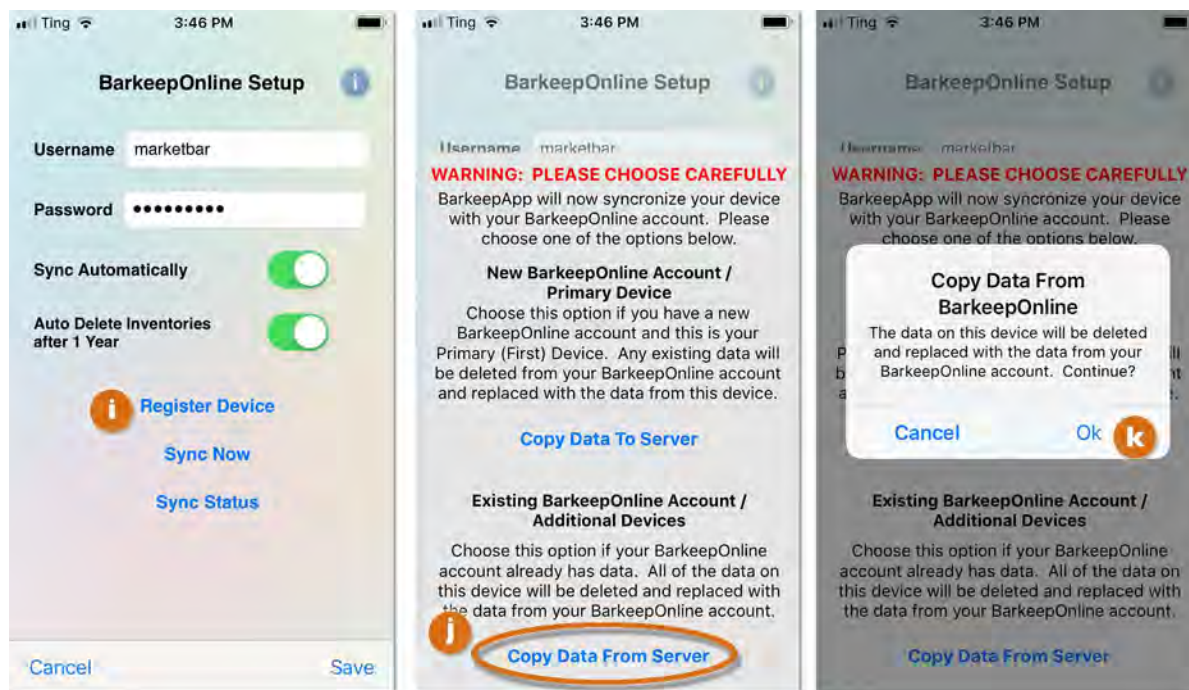 Ting 3:46 PM
BarkeepOnline Setup i
Username marketbar
Password •••••••••
Sync Automatically
Auto Delete Inventories
after 1 Year
i Register Device
Sync Now
Sync Status
Cancel Save
Ting 3:46 PM
BarkeepOnline Setup i
Username marketbar
WARNING: PLEASE CHOOSE CAREFULLY
BarkeepApp will now syncronize your device
with your BarkeepOnline account. Please
choose one of the options below.
New BarkeepOnline Account /
Primary Device
Choose this option if you have a new
BarkeepOnline account and this is your
Primary (First) Device. Any existing data will
be deleted from your BarkeepOnline account
and replaced with the data from this device.
Copy Data To Server
Existing BarkeepOnline Account /
Additional Devices
Choose this option if your BarkeepOnline
account already has data. All of the data on
this device will be deleted and replaced with
the data from your BarkeepOnline account.
j
Copy Data From Server
Ting 3:46 PM
BarkeepOnline Setup
Username marketbar
WARNING: PLEASE CHOOSE CAREFULLY
BarkeepApp will now syncronize your device
with your BarkeepOnline account. Please
choose one of the options below.
Copy Data From
BarkeepOnline
The data on this device will be deleted
and replaced with the data from your
BarkeepOnline account. Continue?
Cancel Ok k
Existing BarkeepOnline Account /
Additional Devices
Choose this option if your BarkeepOnline
account already has data. All of the data on
this device will be deleted and replaced with
the data from your BarkeepOnline account.
Copy Data From Server